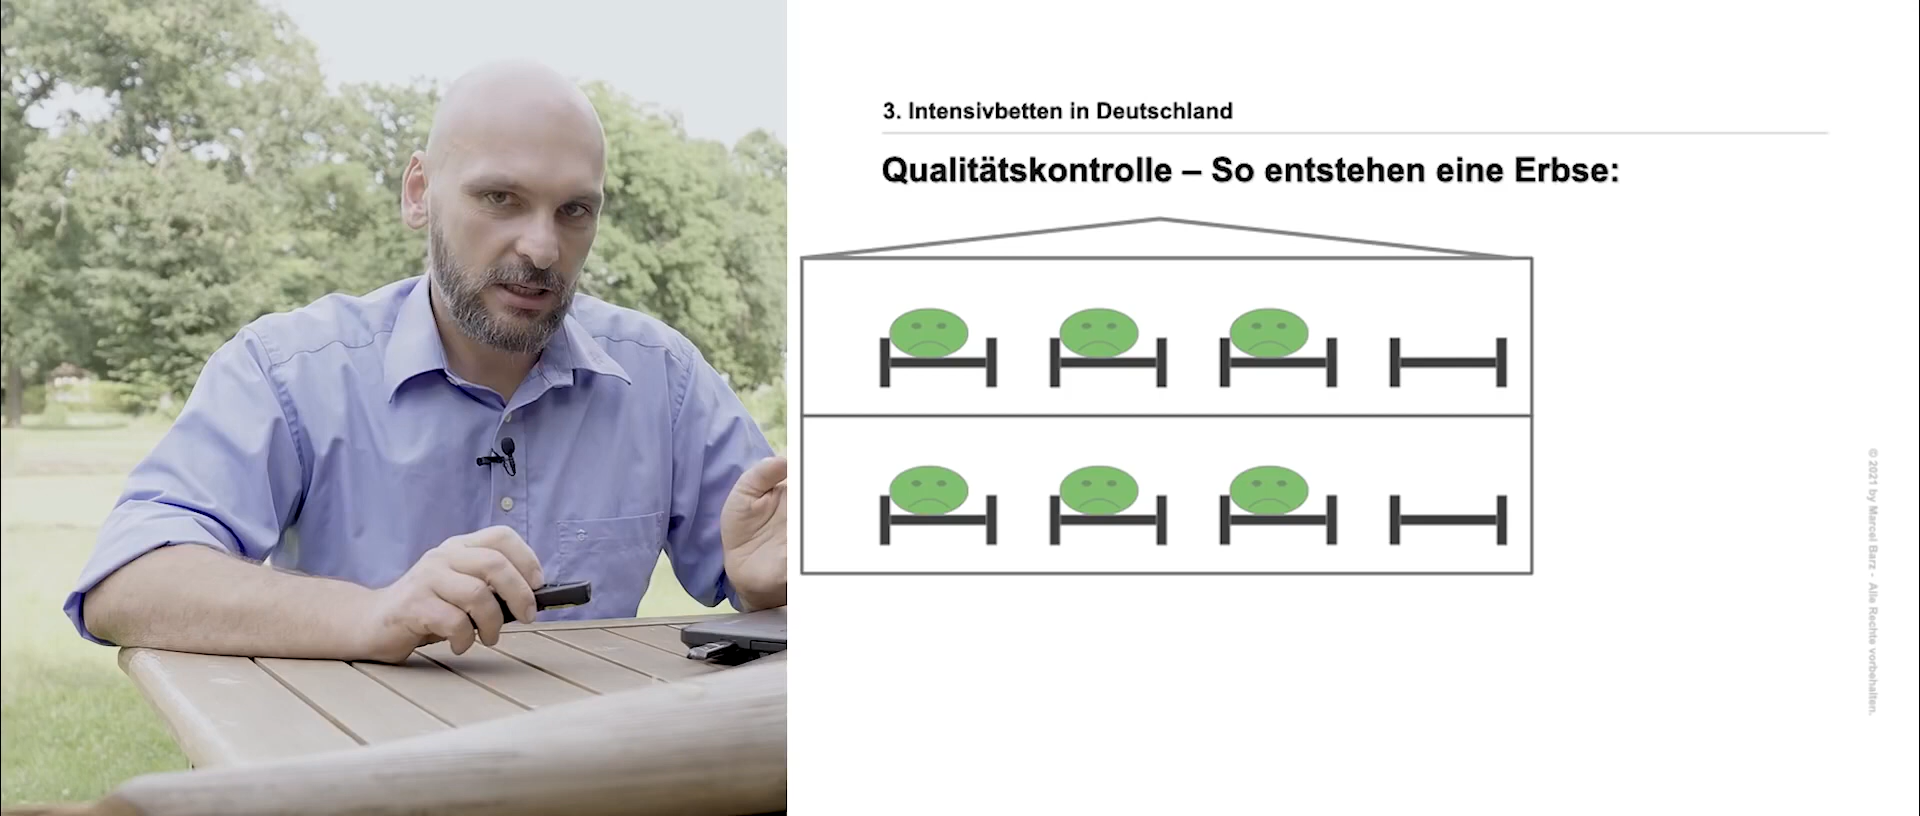 3. Intensivbetten in Deutschland
Qualitätskontrolle – So entstehen eine Erbse:
© 2021 by Marcel Barz - Alle Rechte vorbehalten.